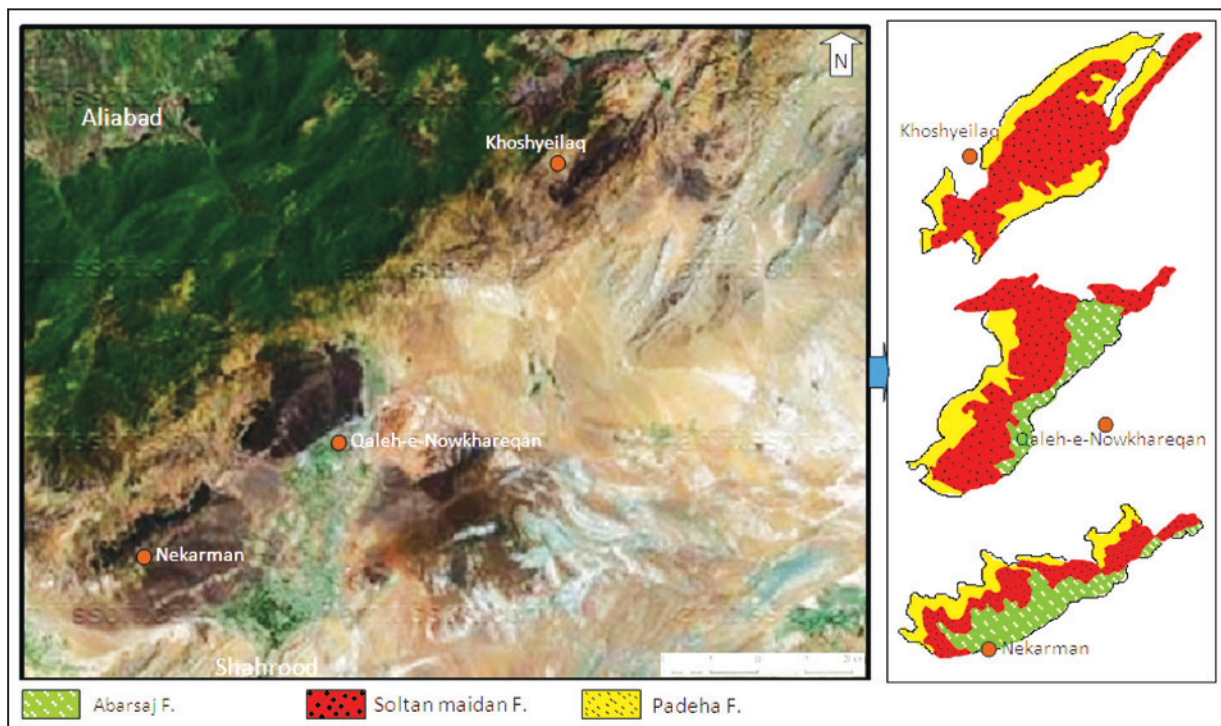 N
Aliabad
Khoshyeilaq
Qaleh-e-Nowkhareqan
Nekarman
Shahrood
Khoshyeilaq
Qaleh-e-Nowkhareqan
Nekarman
Abarsaj F.
Soltan maidan F.
Padeha F.